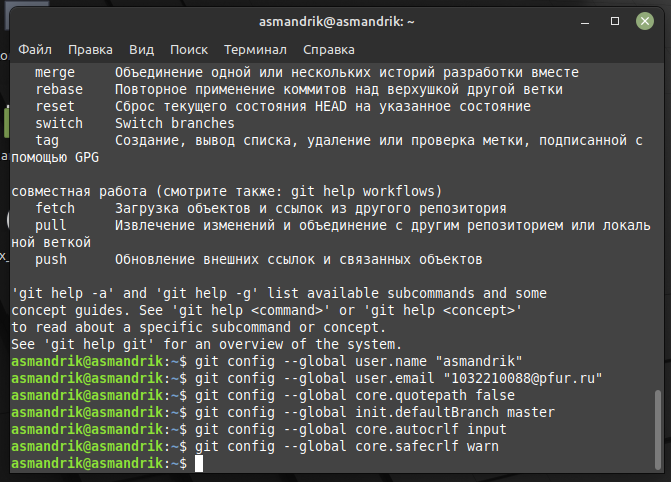 asmandrik@asmandrik: ~
Файл Правка Вид Поиск Терминал Справка
merge Объединение одной или нескольких историй разработки вместе
rebase Повторное применение коммитов над верхушкой другой ветки
reset Сброс текущего состояния HEAD на указанное состояние
switch Switch branches
tag Создание, вывод списка, удаление или проверка метки, подписанной с
помощью GPG
совместная работа (смотрите также: git help workflows)
fetch Загрузка объектов и ссылок из другого репозитория
pull Извлечение изменений и объединение с другим репозиторием или локаль
ной веткой
push Обновление внешних ссылок и связанных объектов
'git help -a' and 'git help -g' list available subcommands and some
concept guides. See 'git help <command>' or 'git help <concept>'
to read about a specific subcommand or concept.
See 'git help git' for an overview of the system.
asmandrik@asmandrik:~$ git config --global user.name "asmandrik"
asmandrik@asmandrik:~$ git config --global user.email "1032210088@pfur.ru"
asmandrik@asmandrik:~$ git config --global core.quotepath false
asmandrik@asmandrik:~$ git config --global init.defaultBranch master
asmandrik@asmandrik:~$ git config --global core.autocrlf input
asmandrik@asmandrik:~$ git config --global core.safecrlf warn
asmandrik@asmandrik:~$